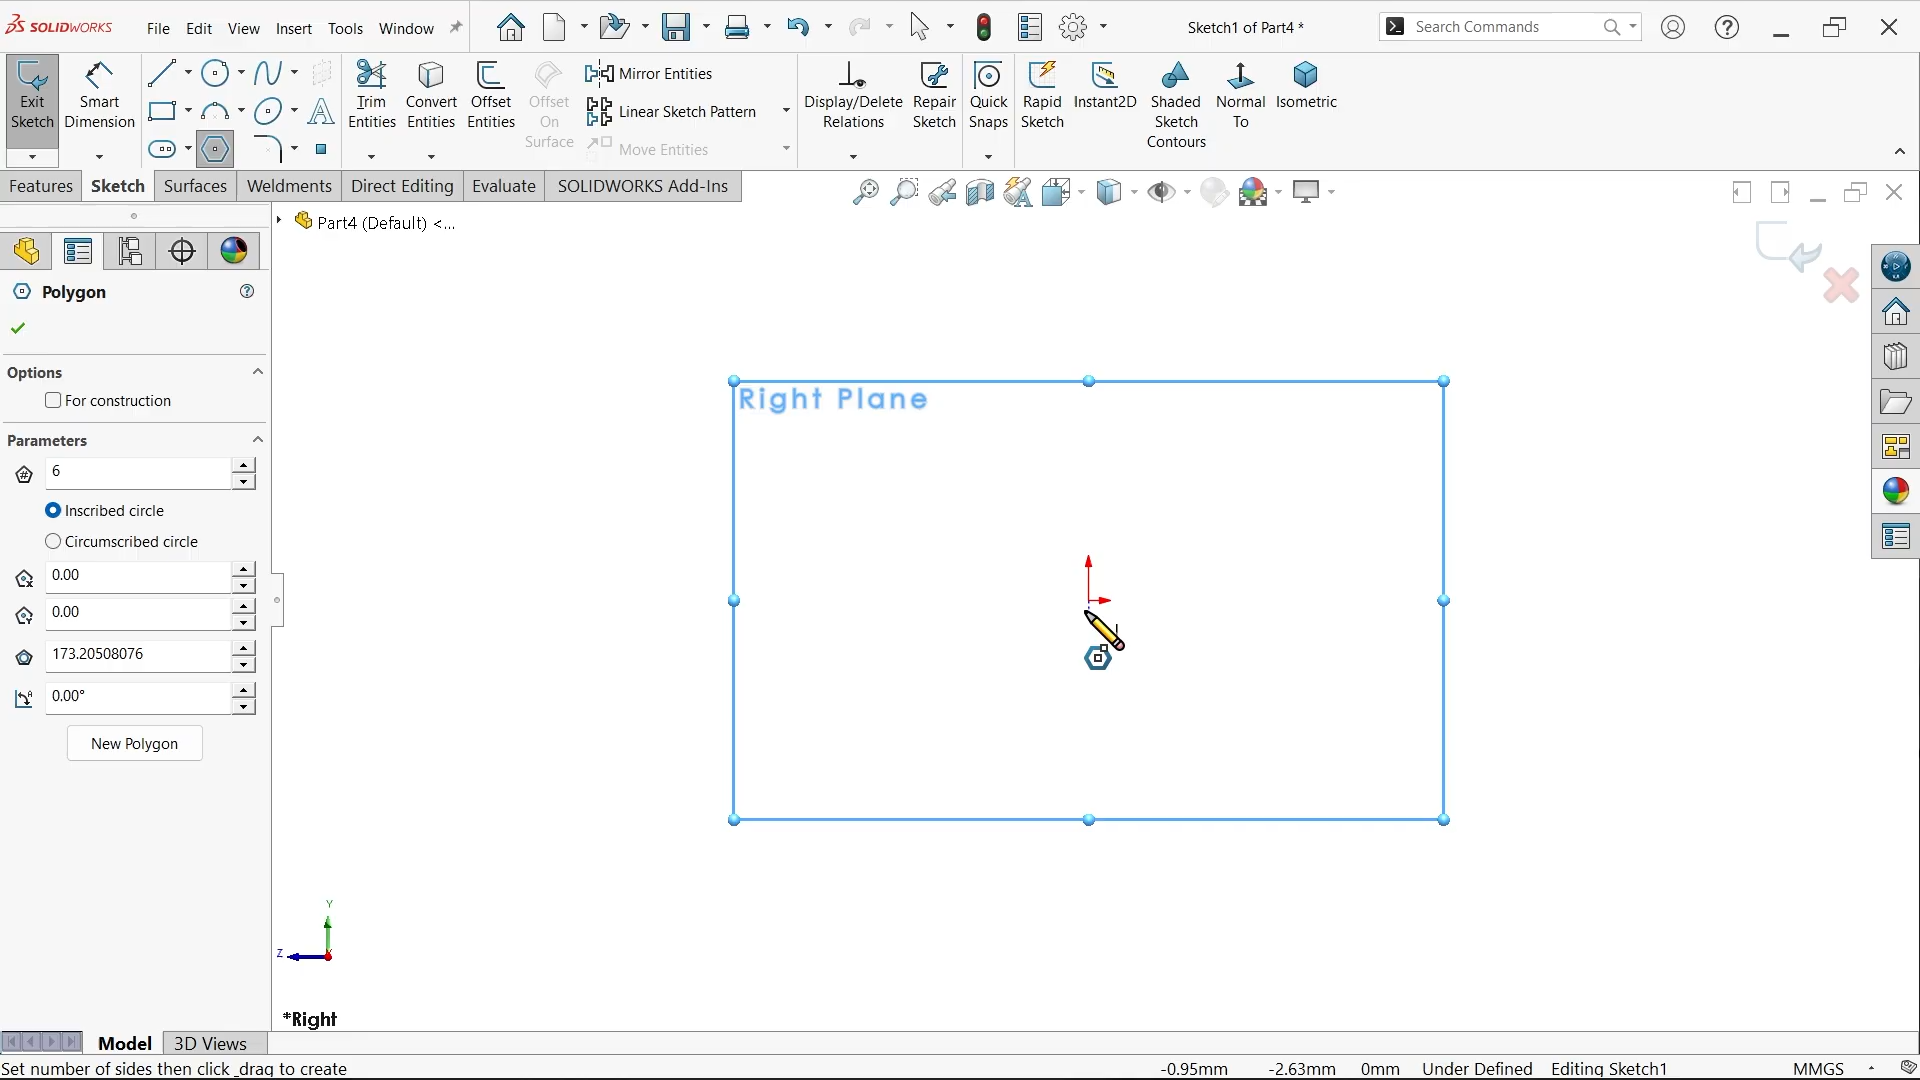 SOLIDWORKS File Edit View Insert Tools Window Sketch1 of Part4 * Search Commands
Exit Sketch
Smart Dimension
Trim Entities
Convert Entities
Offset Entities
Offset On Surface
Mirror Entities
Linear Sketch Pattern
Move Entities
Display/Delete Relations
Repair Sketch
Quick Snaps
Rapid Sketch
Instant2D
Shaded Sketch Contours
Normal To
Isometric
Features Sketch Surfaces Weldments Direct Editing Evaluate SOLIDWORKS Add-Ins
Part4 (Default) <...
Polygon
Options
For construction
Parameters
6
Inscribed circle
Circumscribed circle
0.00
0.00
173.20508076
0.00°
New Polygon
Right Plane
Y
Z
*Right
Model 3D Views
Set number of sides then click _drag to create -0.95mm -2.63mm 0mm Under Defined Editing Sketch1 MMGS